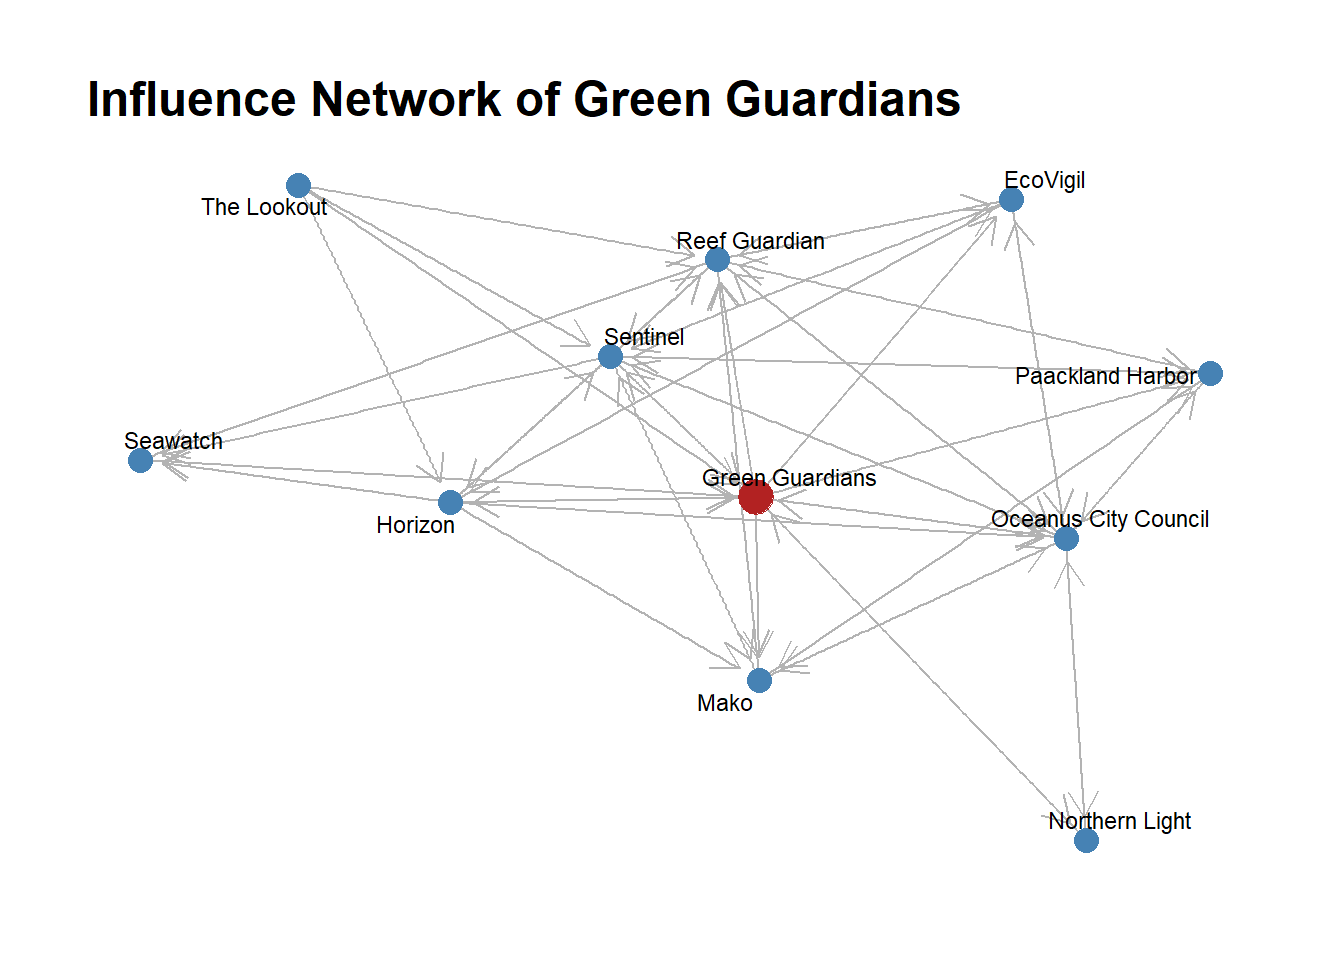 Influence Network of Green Guardians
EcoVigil
The Lookout
Reef Guardian
Sentinel
Paackland Harbor
Seawatch
Green Guardians
Horizon
Oceanus City Council
Mako
Northern Light